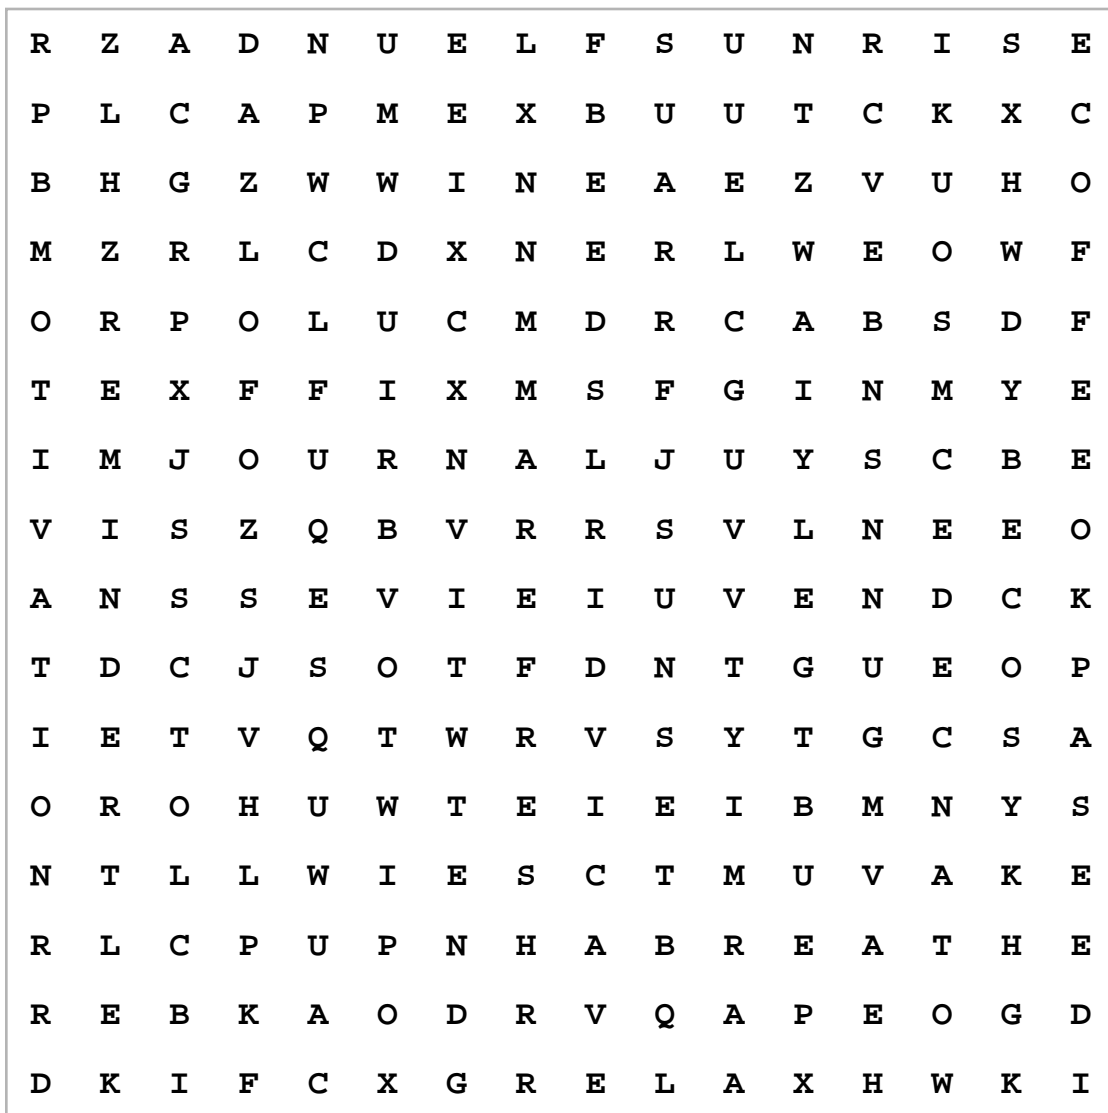 R Z A D N U E L F S U N R I S E
P L C A P M E X B U U T C K X C
B H G Z W W I N E A E Z V U H O
M Z R L C D X N E R L W E O W F
O R P O L U C M D R C A B S D F
T E X F F I X M S F G I N M Y E
I M J O U R N A L J U Y S C B E
V I S Z Q B V R R S V L N E E O
A N S S E V I E I U V E N D C K
T D C J S O T F D N T G U E O P
I E T V Q T W R V S Y T G C S A
O R O H U W T E I E I B M N Y S
N T L L W I E S C T M U V A K E
R L C P U P N H A B R E A T H E
R E B K A O D R V Q A P E O G D
D K I F C X G R E L A X H W K I